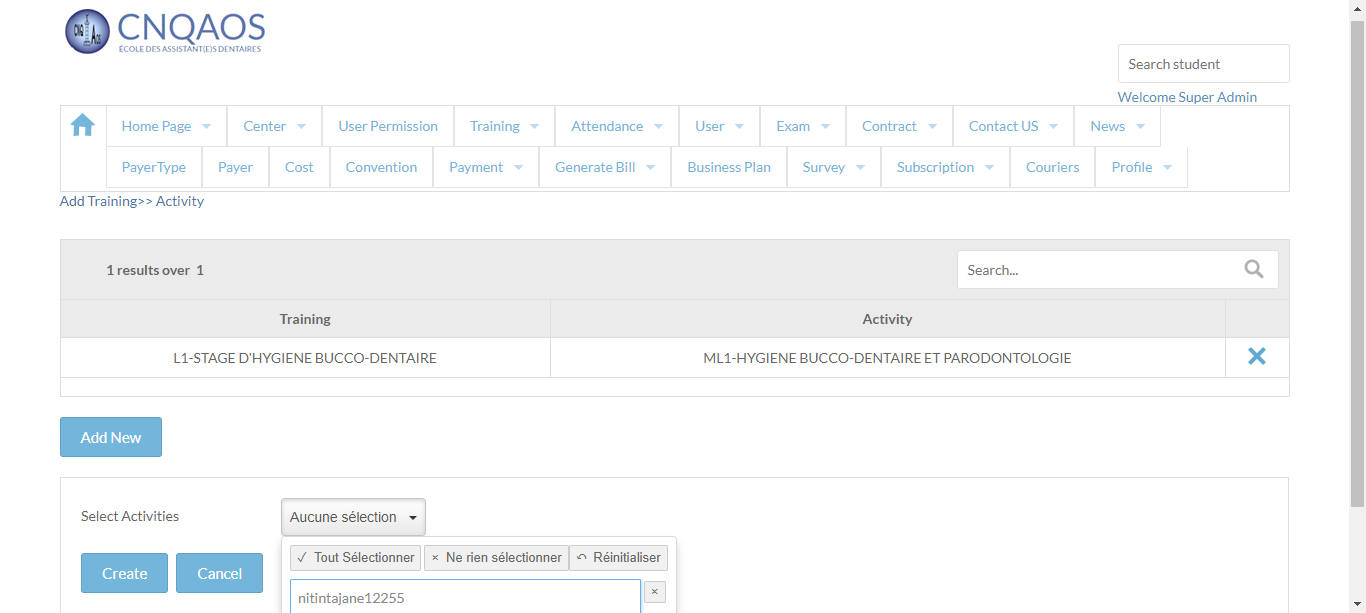 CNQAOS
ÉCOLE DES ASSISTANT(E)S DENTAIRES
Search student
Welcome Super Admin
Home Page Center User Permission Training Attendance User Exam Contract Contact US News
PayerType Payer Cost Convention Payment Generate Bill Business Plan Survey Subscription Couriers Profile
Add Training>> Activity
1 results over 1
Search...
Training Activity
L1-STAGE D'HYGIENE BUCCO-DENTAIRE ML1-HYGIENE BUCCO-DENTAIRE ET PARODONTOLOGIE
Add New
Select Activities Aucune sélection
✓ Tout Sélectionner × Ne rien sélectionner Réinitialiser
Create Cancel
nitintajane12255 ×